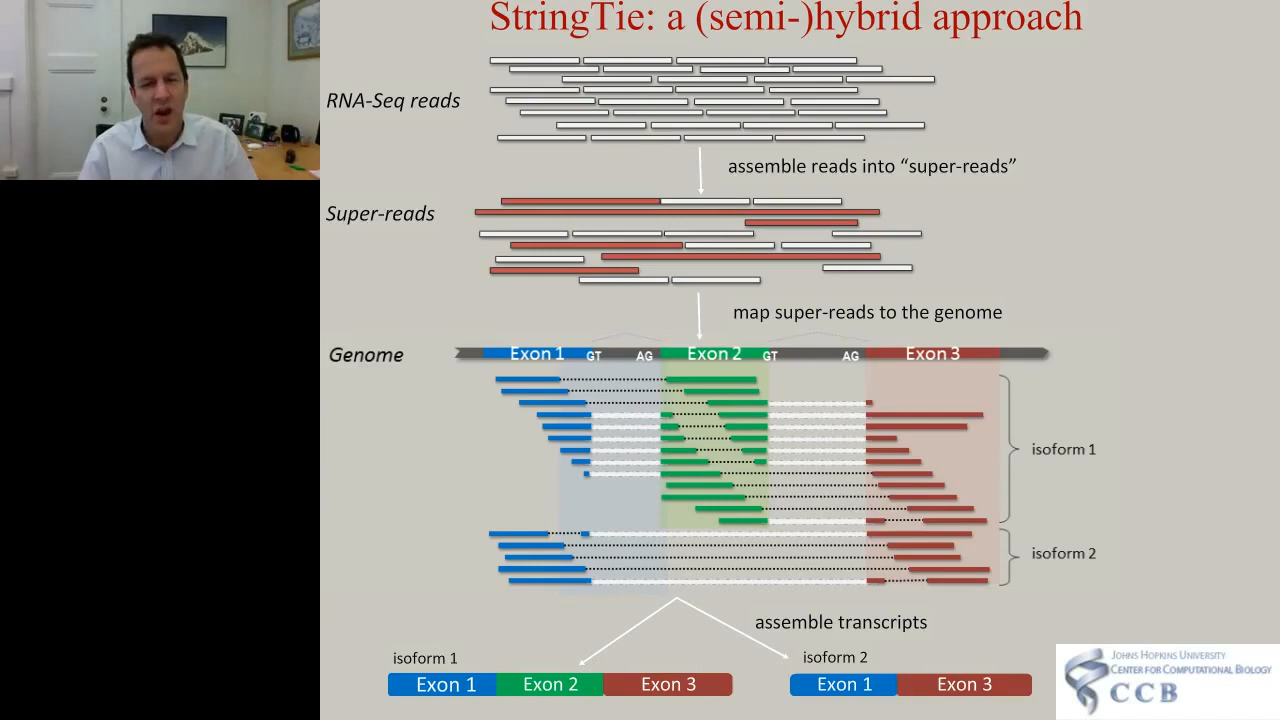 StringTie: a (semi-)hybrid approach
RNA-Seq reads
assemble reads into “super-reads”
Super-reads
map super-reads to the genome
Genome
Exon 1 GT AG Exon 2 GT AG Exon 3
isoform 1
isoform 2
assemble transcripts
isoform 1
isoform 2
Exon 1 Exon 2 Exon 3
Exon 1 Exon 3
JOHNS HOPKINS UNIVERSITY
CENTER FOR COMPUTATIONAL BIOLOGY
CCB